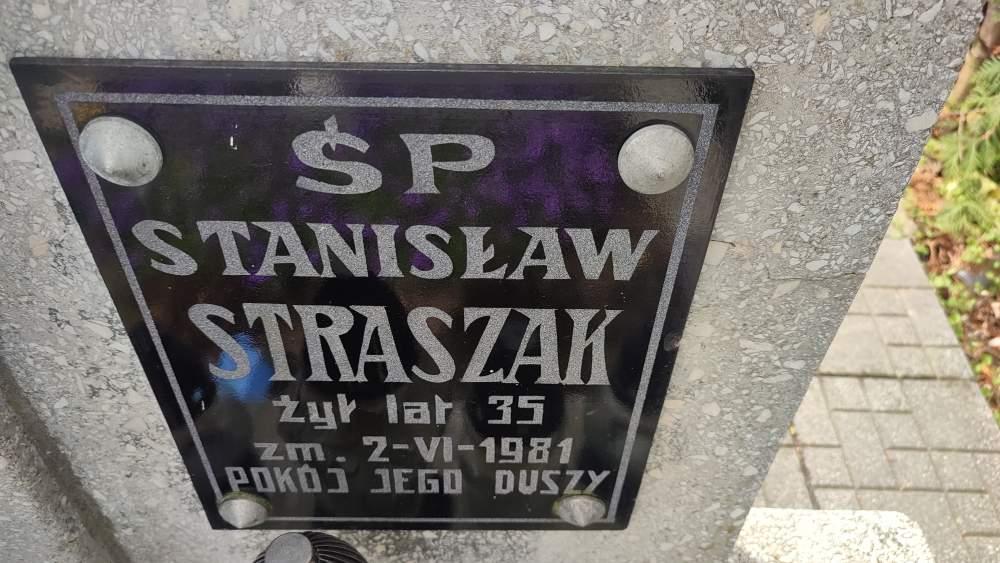 ŚP
STANISŁAW
STRASZAK
żył lat 35
zm. 2-VI-1981
POKÓJ JEGO DUSZY